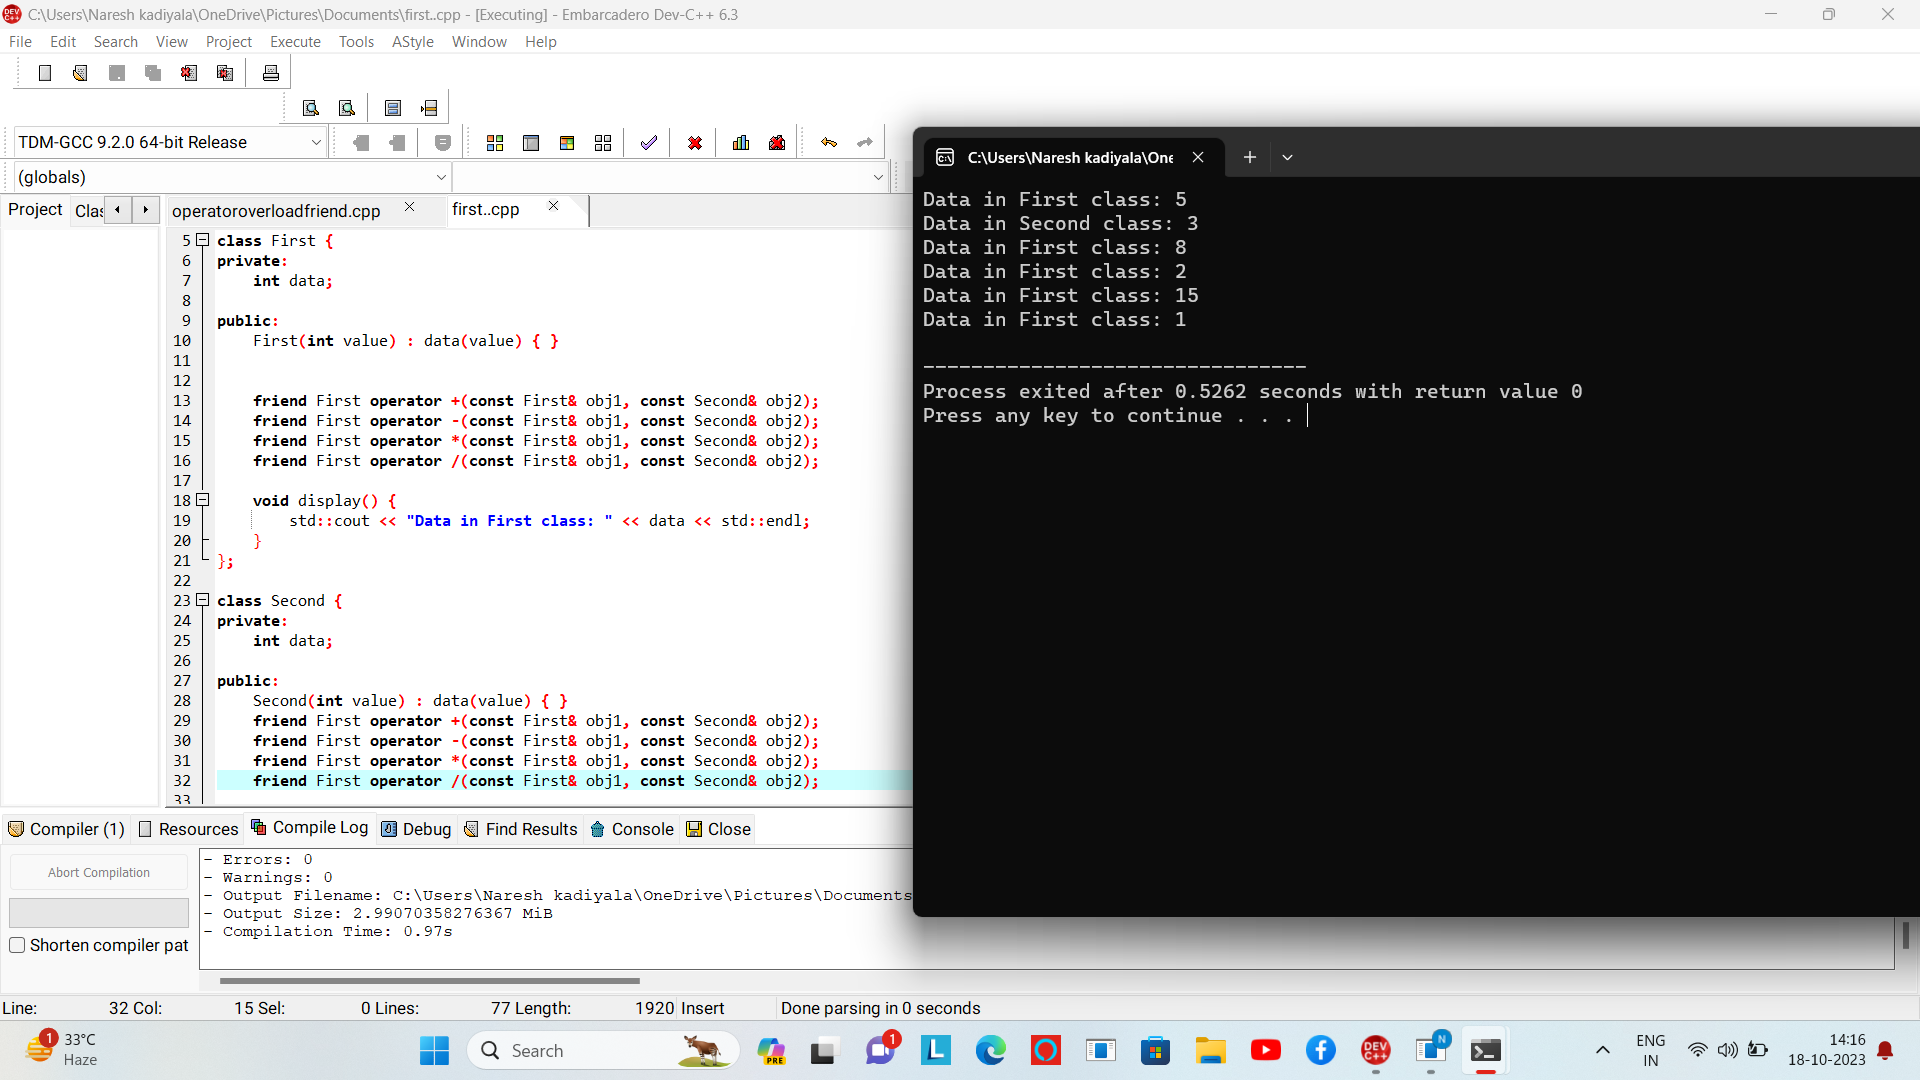 C:\Users\Naresh kadiyala\OneDrive\Pictures\Documents\first..cpp - [Executing] - Embarcadero Dev-C++ 6.3
File Edit Search View Project Execute Tools AStyle Window Help
TDM-GCC 9.2.0 64-bit Release
(globals)
Project Clas operatoroverloadfriend.cpp first..cpp
5 class First {
6 private:
7     int data;
8
9 public:
10     First(int value) : data(value) { }
11
12
13     friend First operator +(const First& obj1, const Second& obj2);
14     friend First operator -(const First& obj1, const Second& obj2);
15     friend First operator *(const First& obj1, const Second& obj2);
16     friend First operator /(const First& obj1, const Second& obj2);
17
18     void display() {
19         std::cout << "Data in First class: " << data << std::endl;
20     }
21 };
22
23 class Second {
24 private:
25     int data;
26
27 public:
28     Second(int value) : data(value) { }
29     friend First operator +(const First& obj1, const Second& obj2);
30     friend First operator -(const First& obj1, const Second& obj2);
31     friend First operator *(const First& obj1, const Second& obj2);
32     friend First operator /(const First& obj1, const Second& obj2);
33
C:\Users\Naresh kadiyala\One
Data in First class: 5
Data in Second class: 3
Data in First class: 8
Data in First class: 2
Data in First class: 15
Data in First class: 1
--------------------------------
Process exited after 0.5262 seconds with return value 0
Press any key to continue . . .
Compiler (1) Resources Compile Log Debug Find Results Console Close
Abort Compilation
Shorten compiler pat
- Errors: 0
- Warnings: 0
- Output Filename: C:\Users\Naresh kadiyala\OneDrive\Pictures\Documents
- Output Size: 2.99070358276367 MiB
- Compilation Time: 0.97s
Line: 32 Col: 15 Sel: 0 Lines: 77 Length: 1920 Insert Done parsing in 0 seconds
1
33°C
Haze
Search
PRE
1
L
DEV
C++
N
ENG
IN
14:16
18-10-2023